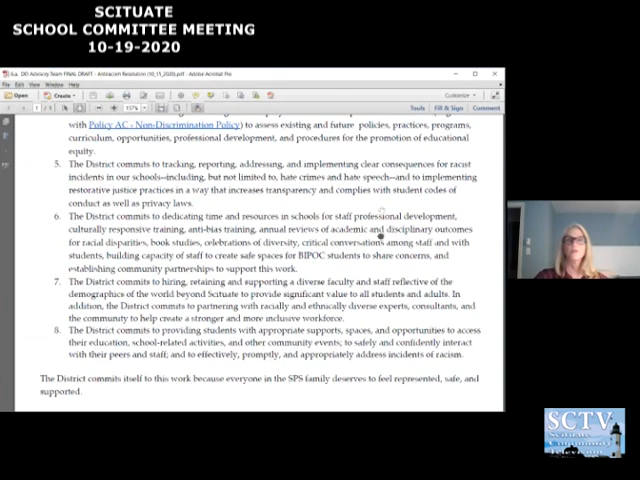 SCITUATE
SCHOOL COMMITTEE MEETING
10-19-2020
DEI Advisory Team FINAL DRAFT - Antiracism Resolution (10_15_2020).pdf - Adobe Acrobat Pro
File Edit View Window Help
Open Create Customize
157% Tools Fill & Sign Comment
with Policy AC - Non-Discrimination Policy) to assess existing and future policies, practices, programs,
curriculum, opportunities, professional development, and procedures for the promotion of educational
equity.
5. The District commits to tracking, reporting, addressing, and implementing clear consequences for racist
incidents in our schools--including, but not limited to, hate crimes and hate speech--and to implementing
restorative justice practices in a way that increases transparency and complies with student codes of
conduct as well as privacy laws.
6. The District commits to dedicating time and resources in schools for staff professional development,
culturally responsive training, anti-bias training, annual reviews of academic and disciplinary outcomes
for racial disparities, book studies, celebrations of diversity, critical conversations among staff and with
students, building capacity of staff to create safe spaces for BIPOC students to share concerns, and
establishing community partnerships to support this work.
7. The District commits to hiring, retaining and supporting a diverse faculty and staff reflective of the
demographics of the world beyond Scituate to provide significant value to all students and adults. In
addition, the District commits to partnering with racially and ethnically diverse experts, consultants, and
the community to help create a stronger and more inclusive workforce.
8. The District commits to providing students with appropriate supports, spaces, and opportunities to access
their education, school-related activities, and other community events; to safely and confidently interact
with their peers and staff; and to effectively, promptly, and appropriately address incidents of racism.
The District commits itself to this work because everyone in the SPS family deserves to feel represented, safe, and
supported.
SCTV
Scituate
Community
Television